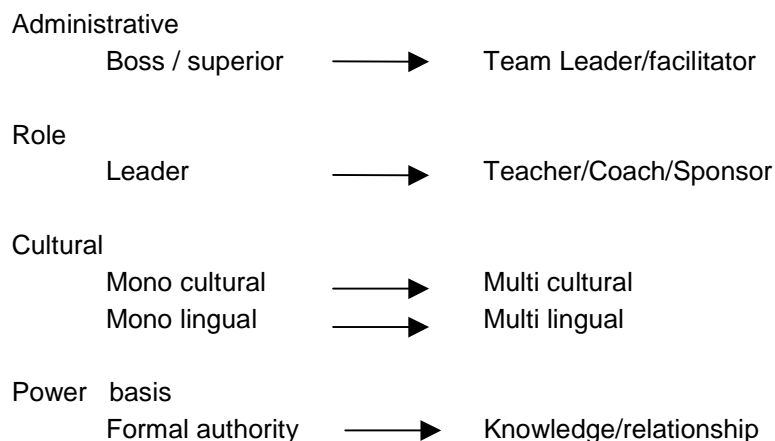 Administrative
Boss / superior Team Leader/facilitator
Role
Leader Teacher/Coach/Sponsor
Cultural
Mono cultural Multi cultural
Mono lingual Multi lingual
Power basis
Formal authority Knowledge/relationship